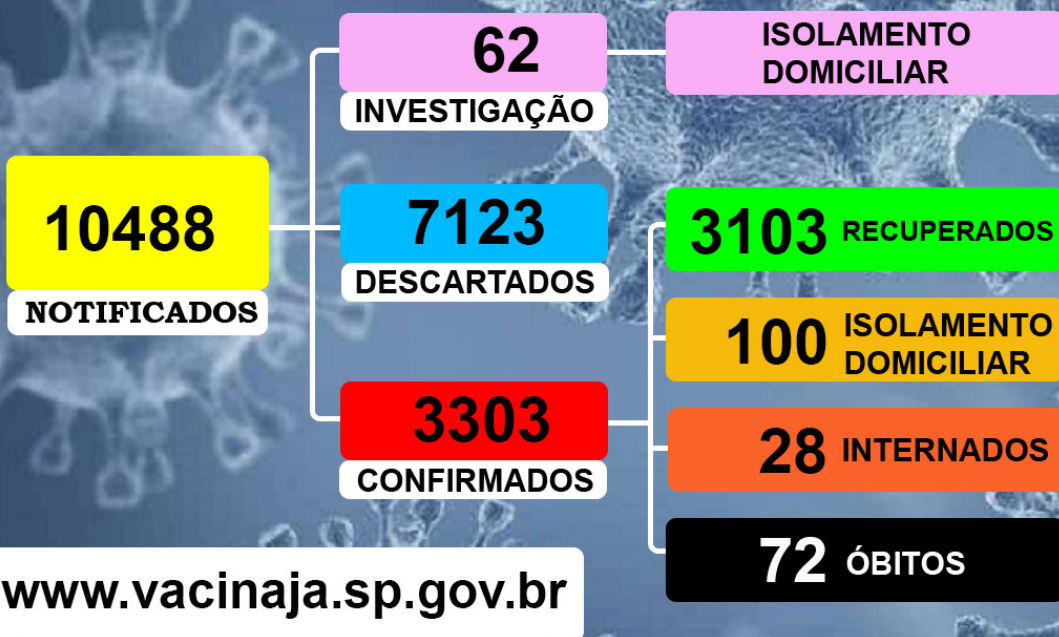 62
INVESTIGAÇÃO
ISOLAMENTO
DOMICILIAR
10488
NOTIFICADOS
7123
DESCARTADOS
3303
CONFIRMADOS
3103 RECUPERADOS
100 ISOLAMENTO
DOMICILIAR
28 INTERNADOS
72 ÓBITOS
www.vacinaja.sp.gov.br